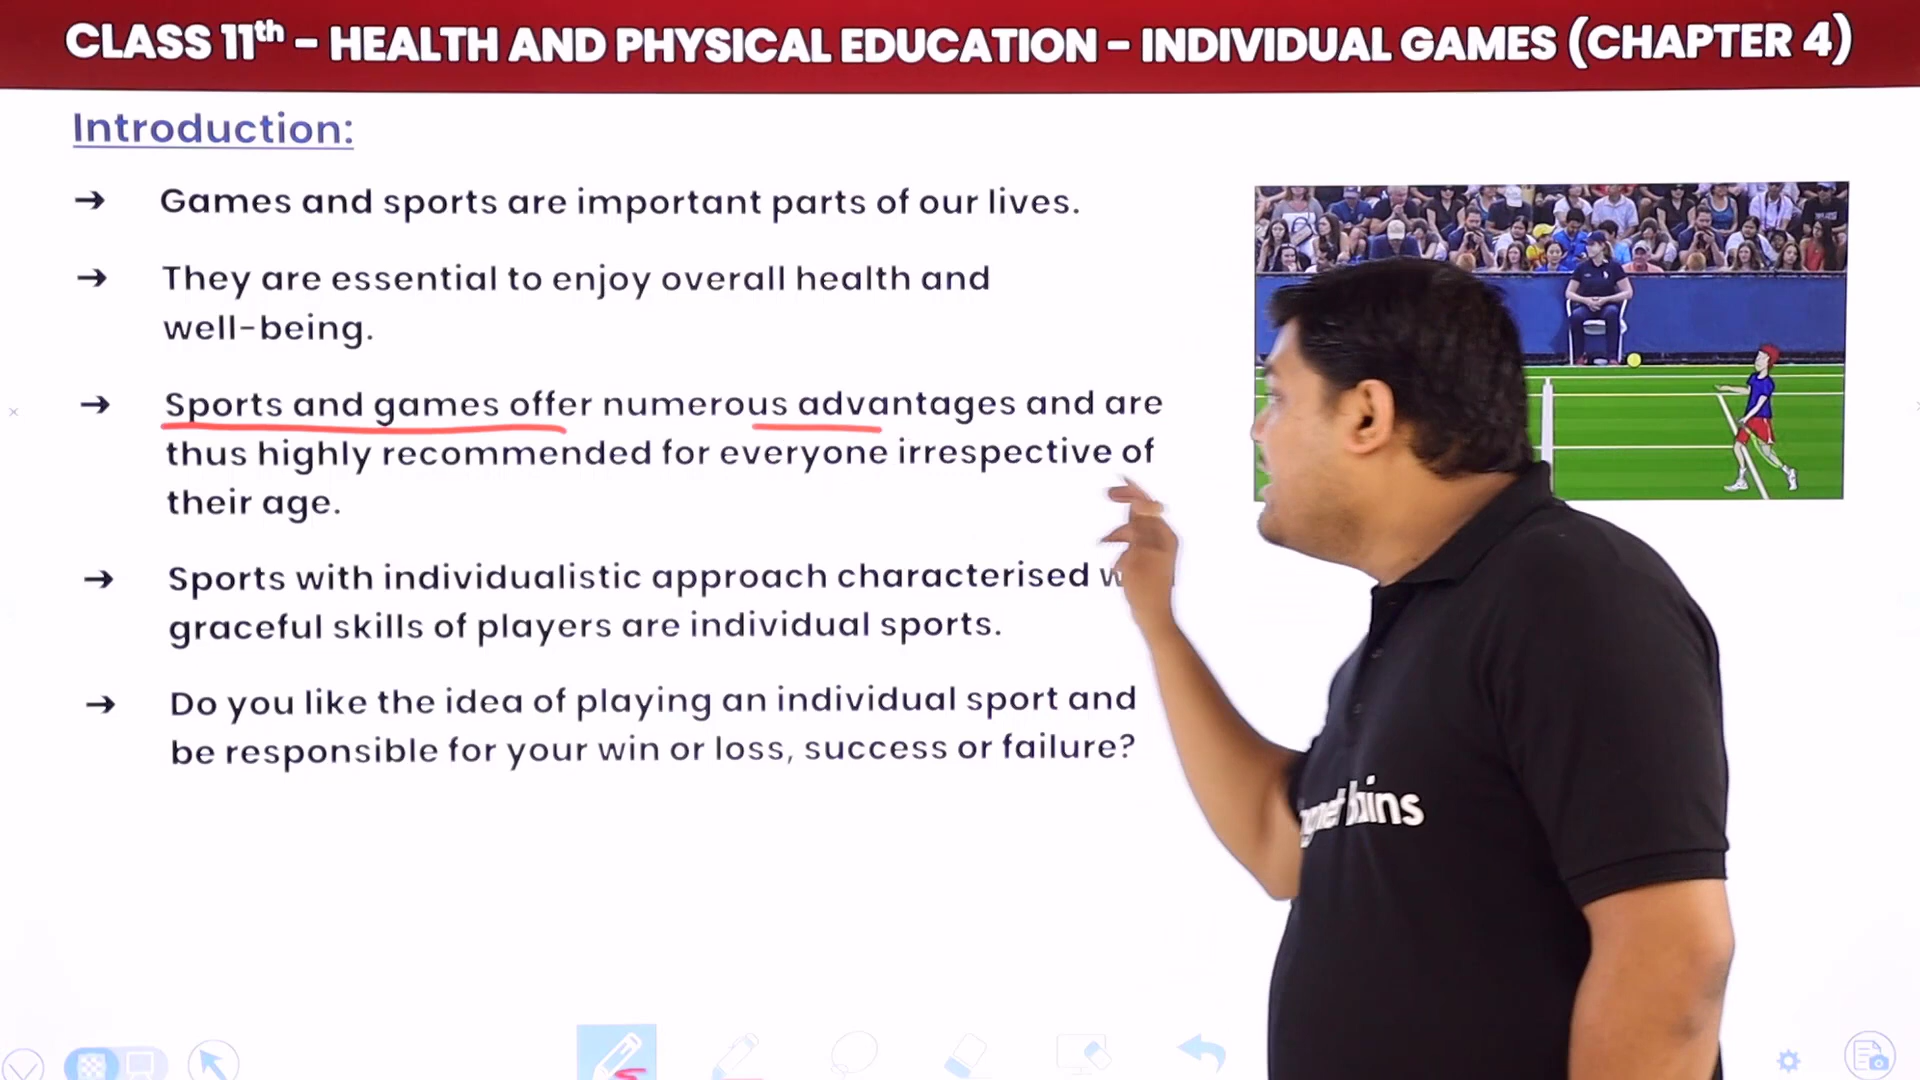 CLASS 11th - HEALTH AND PHYSICAL EDUCATION - INDIVIDUAL GAMES (CHAPTER 4)
Introduction:
→ Games and sports are important parts of our lives.
→ They are essential to enjoy overall health and
well-being.
→ Sports and games offer numerous advantages and are
thus highly recommended for everyone irrespective of
their age.
→ Sports with individualistic approach characterised
graceful skills of players are individual sports.
→ Do you like the idea of playing an individual sport and
be responsible for your win or loss, success or failure?